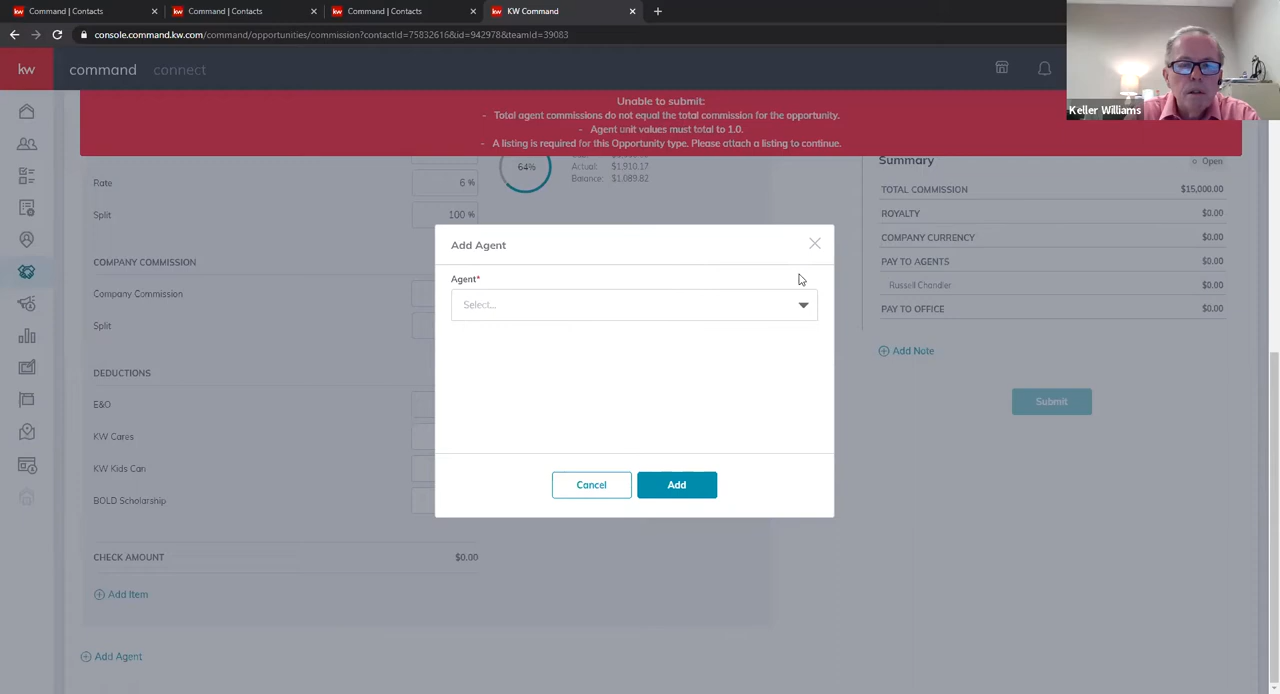 kw Command | Contacts ×
kw Command | Contacts ×
kw Command | Contacts ×
kw KW Command × +
console.command.kw.com/command/opportunities/commission?contactId=75832616&id=942978&teamId=39083
kw command connect
Keller Williams
Unable to submit:
- Total agent commissions do not equal the total commission for the opportunity.
- Agent unit values must total to 1.0.
- A listing is required for this Opportunity type. Please attach a listing to continue.
Rate 6 %
Split 100 %
64%
Actual: $1,910.17
Balance: $1,089.82
COMPANY COMMISSION
Company Commission
Split
DEDUCTIONS
E&O
KW Cares
KW Kids Can
BOLD Scholarship
CHECK AMOUNT $0.00
Add Item
Add Agent
Add Agent
Agent*
Select...
Cancel Add
Summary Open
TOTAL COMMISSION $15,000.00
ROYALTY $0.00
COMPANY CURRENCY $0.00
PAY TO AGENTS $0.00
Russell Chandler $0.00
PAY TO OFFICE $0.00
Add Note
Submit